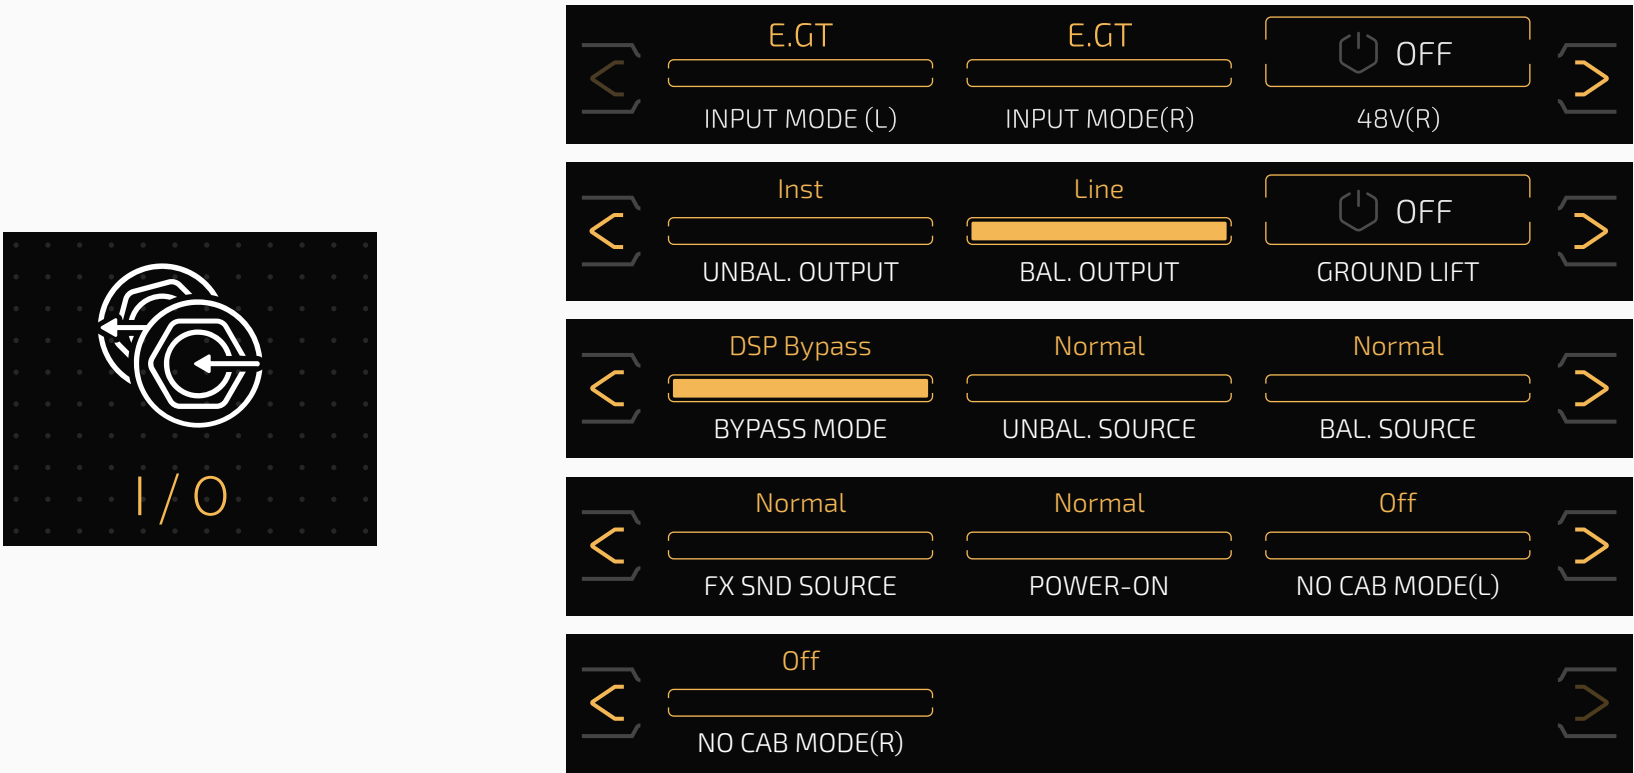 I / O
E.GT E.GT OFF
INPUT MODE (L) INPUT MODE(R) 48V(R)
Inst Line OFF
UNBAL. OUTPUT BAL. OUTPUT GROUND LIFT
DSP Bypass Normal Normal
BYPASS MODE UNBAL. SOURCE BAL. SOURCE
Normal Normal Off
FX SND SOURCE POWER-ON NO CAB MODE(L)
Off
NO CAB MODE(R)